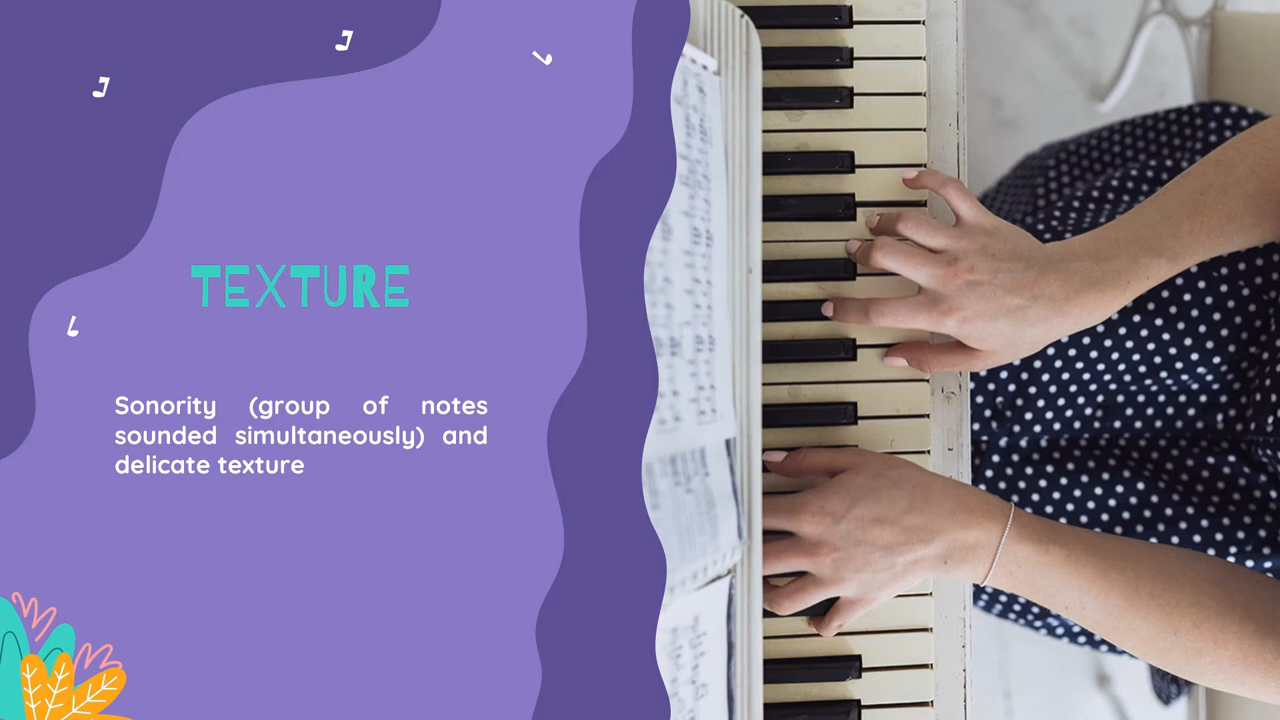 TEXTURE
Sonority (group of notes
sounded simultaneously) and
delicate texture